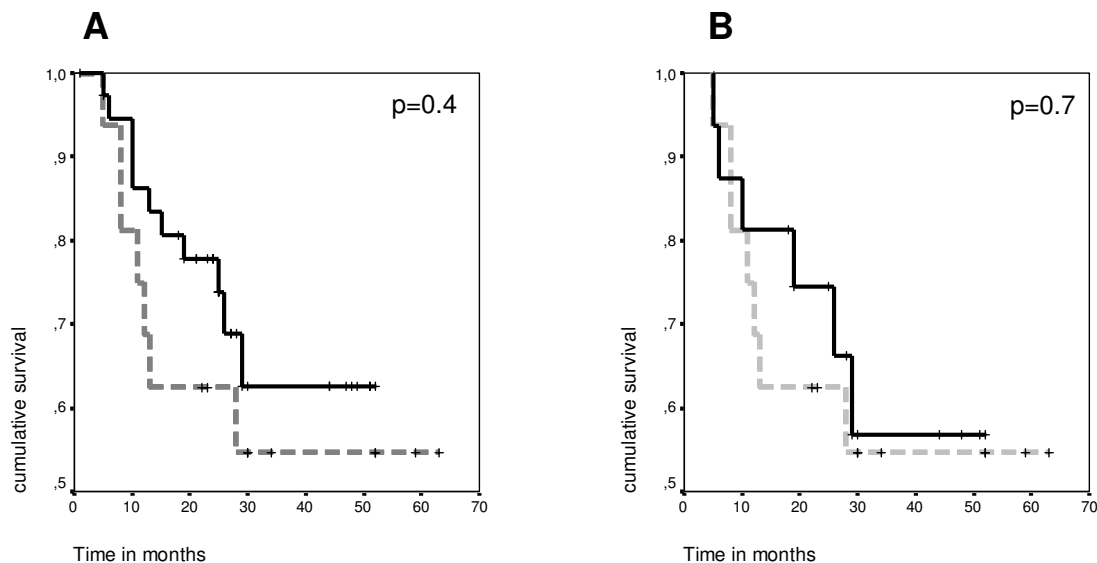 A
B
p=0.4
p=0.7
1,0
,9
,8
,7
,6
,5
cumulative survival
0 10 20 30 40 50 60 70
Time in months
1,0
,9
,8
,7
,6
,5
cumulative survival
0 10 20 30 40 50 60 70
Time in months